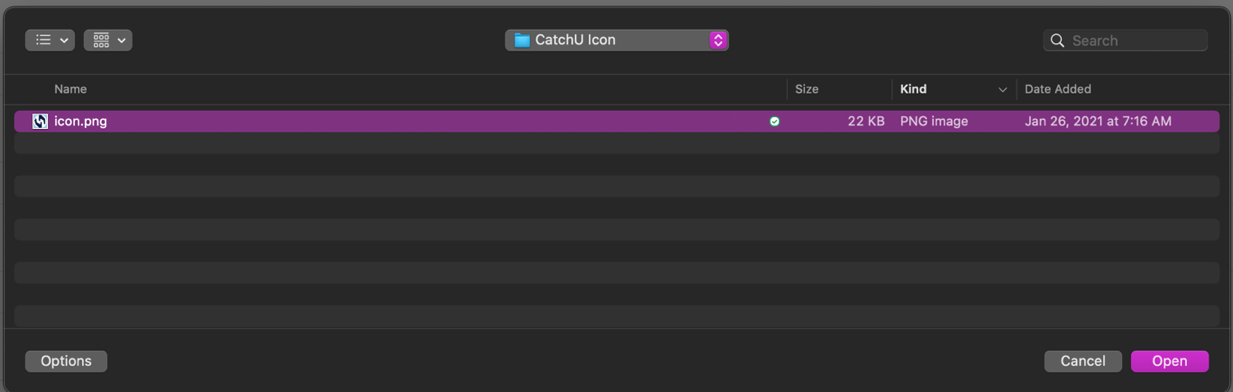 CatchU Icon
Search
Name Size Kind Date Added
icon.png 22 KB PNG image Jan 26, 2021 at 7:16 AM
Options Cancel Open